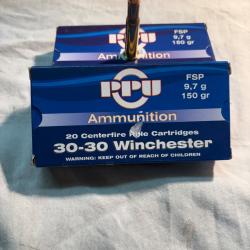 FSP
9,7 g
150 gr
PPU
Ammunition
FSP
9,7 g
150 gr
PPU
Ammunition
20 Centerfire Rifle Cartridges
30-30 Winchester
WARNING: KEEP OUT OF REACH OF CHILDREN